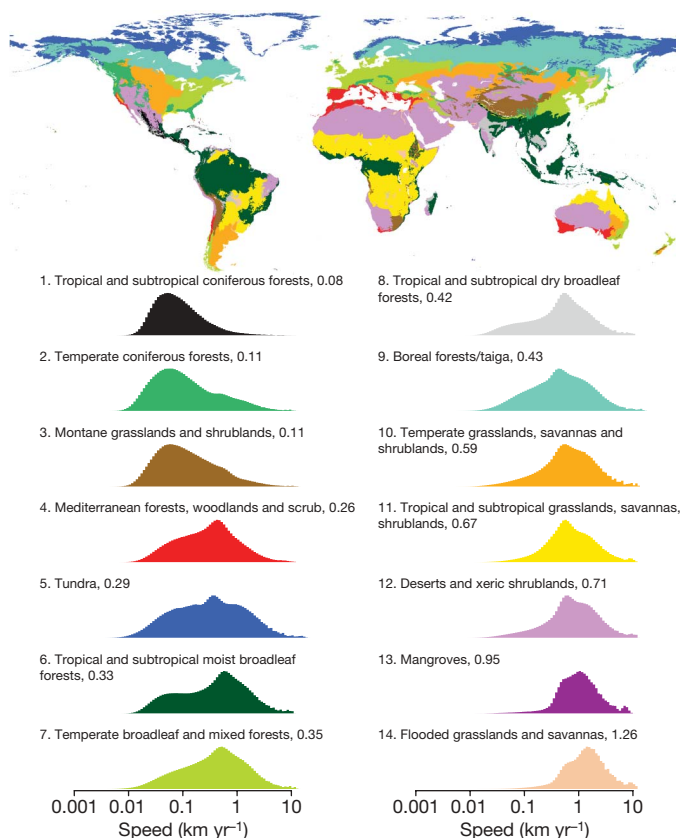 1. Tropical and subtropical coniferous forests, 0.08
2. Temperate coniferous forests, 0.11
3. Montane grasslands and shrublands, 0.11
4. Mediterranean forests, woodlands and scrub, 0.26
5. Tundra, 0.29
6. Tropical and subtropical moist broadleaf
forests, 0.33
7. Temperate broadleaf and mixed forests, 0.35
0.001 0.01 0.1 1 10
Speed (km yr⁻¹)
8. Tropical and subtropical dry broadleaf
forests, 0.42
9. Boreal forests/taiga, 0.43
10. Temperate grasslands, savannas and
shrublands, 0.59
11. Tropical and subtropical grasslands, savannas,
shrublands, 0.67
12. Deserts and xeric shrublands, 0.71
13. Mangroves, 0.95
14. Flooded grasslands and savannas, 1.26
0.001 0.01 0.1 1 10
Speed (km yr⁻¹)